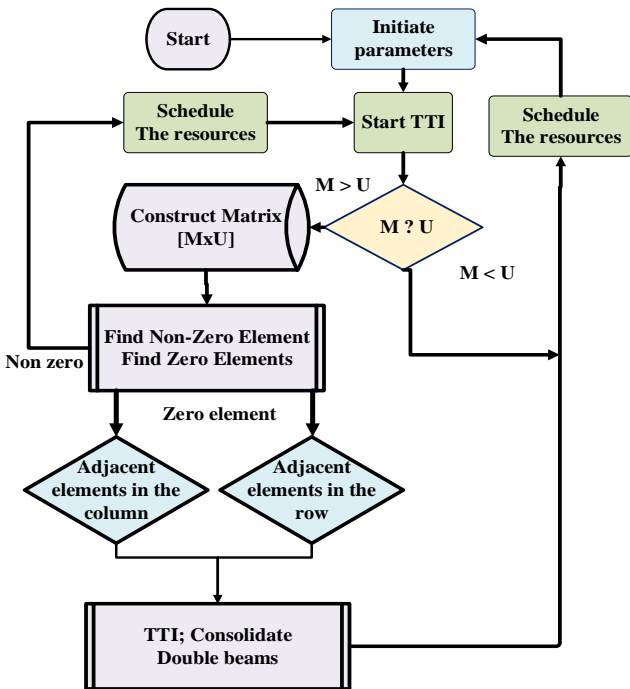 Start
Initiate
parameters
Schedule
The resources
Start TTI
Schedule
The resources
M > U
Construct Matrix
[MxU]
M ? U
M < U
Find Non-Zero Element
Find Zero Elements
Non zero
Zero element
Adjacent
elements in the
column
Adjacent
elements in the
row
TTI; Consolidate
Double beams